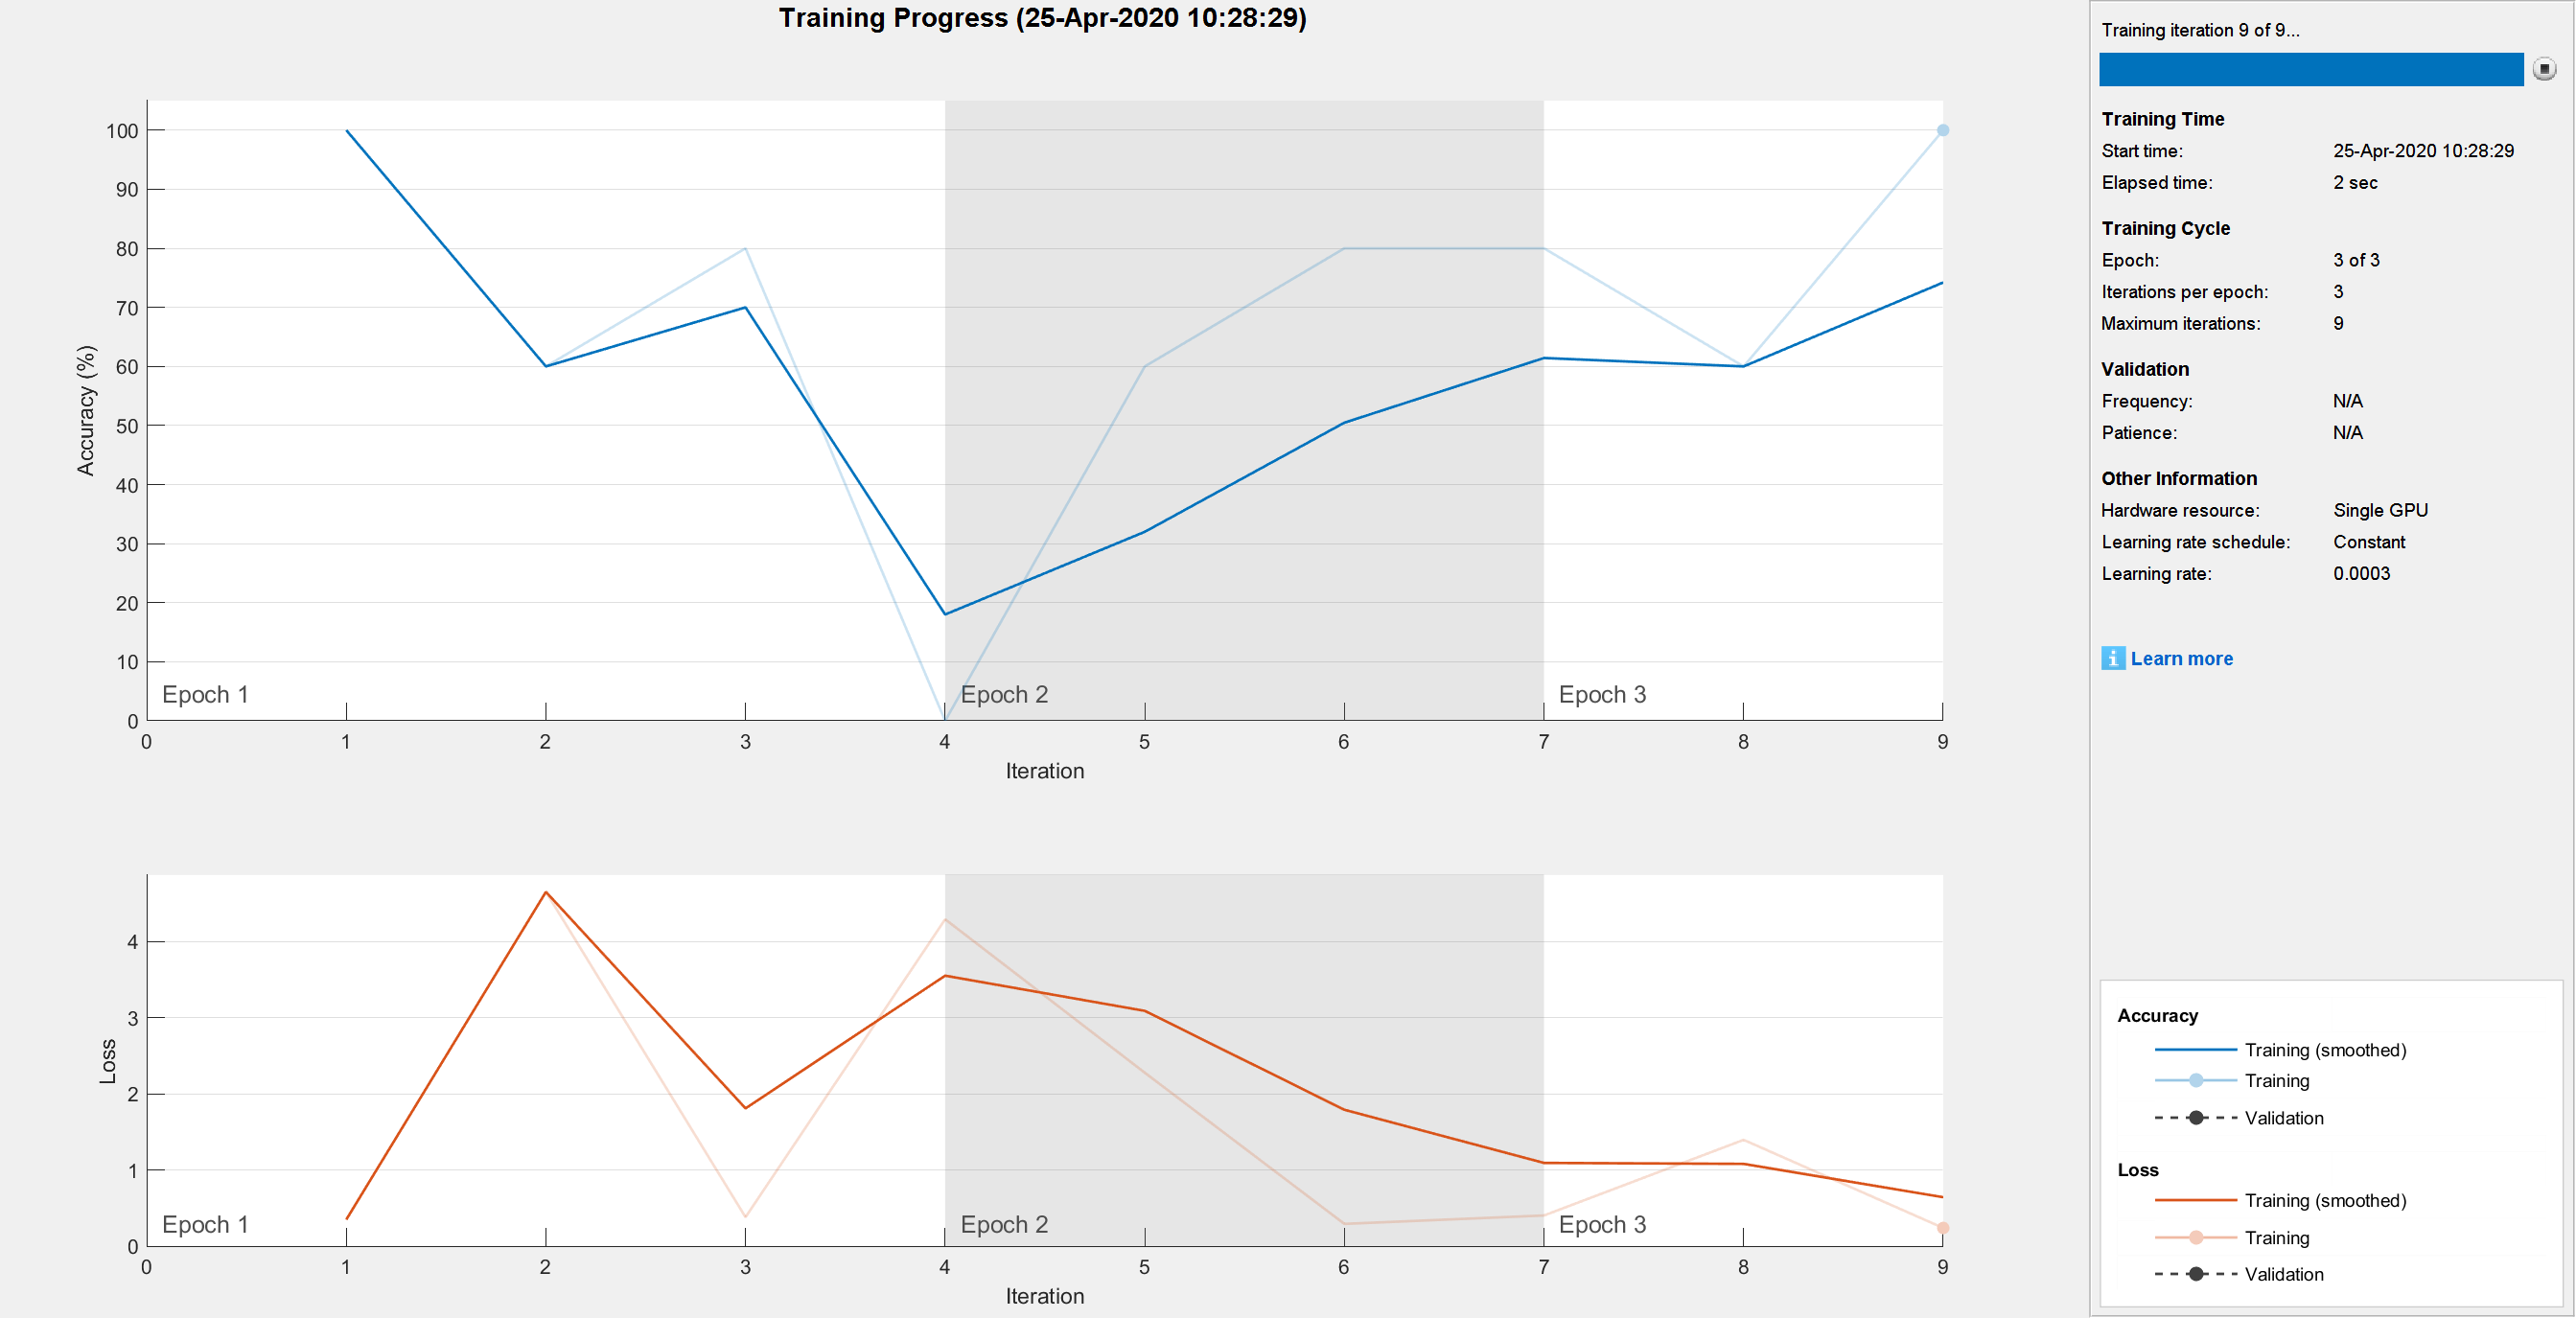 Training Progress (25-Apr-2020 10:28:29)
100
90
80
70
60
50
40
30
20
10
0
Accuracy (%)
Epoch 1
Epoch 2
Epoch 3
0 1 2 3 4 5 6 7 8 9
Iteration
4
3
2
1
0
Loss
Epoch 1
Epoch 2
Epoch 3
0 1 2 3 4 5 6 7 8 9
Iteration
Training iteration 9 of 9...
Training Time
Start time: 25-Apr-2020 10:28:29
Elapsed time: 2 sec
Training Cycle
Epoch: 3 of 3
Iterations per epoch: 3
Maximum iterations: 9
Validation
Frequency: N/A
Patience: N/A
Other Information
Hardware resource: Single GPU
Learning rate schedule: Constant
Learning rate: 0.0003
i Learn more
Accuracy
Training (smoothed)
Training
Validation
Loss
Training (smoothed)
Training
Validation